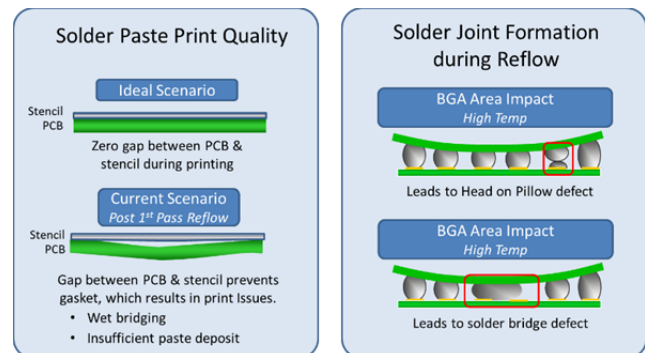 Solder Paste Print Quality
Ideal Scenario
Stencil
PCB
Zero gap between PCB &
stencil during printing
Current Scenario
Post 1st Pass Reflow
Stencil
PCB
Gap between PCB & stencil prevents
gasket, which results in print Issues.
• Wet bridging
• Insufficient paste deposit
Solder Joint Formation
during Reflow
BGA Area Impact
High Temp
Leads to Head on Pillow defect
BGA Area Impact
High Temp
Leads to solder bridge defect